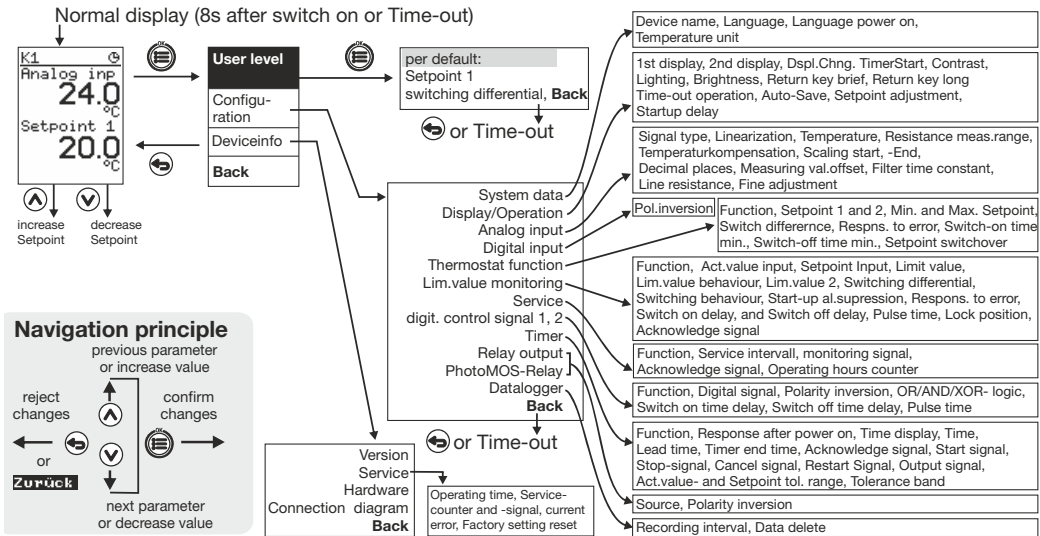 Normal display (8s after switch on or Time-out)
K1
Analog inp
24.0
°C
Setpoint 1
20.0
°C
increase
Setpoint
decrease
Setpoint
OK
User level
Configu-
ration
Deviceinfo
Back
OK
per default:
Setpoint 1
switching differential, Back
or Time-out
System data
Display/Operation
Analog input
Digital input
Thermostat function
Lim.value monitoring
Service
digit. control signal 1, 2
Timer
Relay output
PhotoMOS-Relay
Datalogger
Back
or Time-out
Device name, Language, Language power on,
Temperature unit
1st display, 2nd display, Dspl.Chng. TimerStart, Contrast,
Lighting, Brightness, Return key brief, Return key long
Time-out operation, Auto-Save, Setpoint adjustment,
Startup delay
Signal type, Linearization, Temperature, Resistance meas.range,
Temperaturkompensation, Scaling start, -End,
Decimal places, Measuring val.offset, Filter time constant,
Line resistance, Fine adjustment
Pol.inversion
Function, Setpoint 1 and 2, Min. and Max. Setpoint,
Switch differernce, Respns. to error, Switch-on time
min., Switch-off time min., Setpoint switchover
Function, Act.value input, Setpoint Input, Limit value,
Lim.value behaviour, Lim.value 2, Switching differential,
Switching behaviour, Start-up al.supression, Respons. to error,
Switch on delay, and Switch off delay, Pulse time, Lock position,
Acknowledge signal
Function, Service intervall, monitoring signal,
Acknowledge signal, Operating hours counter
Function, Digital signal, Polarity inversion, OR/AND/XOR- logic,
Switch on time delay, Switch off time delay, Pulse time
Function, Response after power on, Time display, Time,
Lead time, Timer end time, Acknowledge signal, Start signal,
Stop-signal, Cancel signal, Restart Signal, Output signal,
Act.value- and Setpoint tol. range, Tolerance band
Source, Polarity inversion
Recording interval, Data delete
Navigation principle
previous parameter
or increase value
reject
changes
confirm
changes
OK
or
Zurück
next parameter
or decrease value
Version
Service
Hardware
Connection diagram
Back
Operating time, Service-
counter and -signal, current
error, Factory setting reset